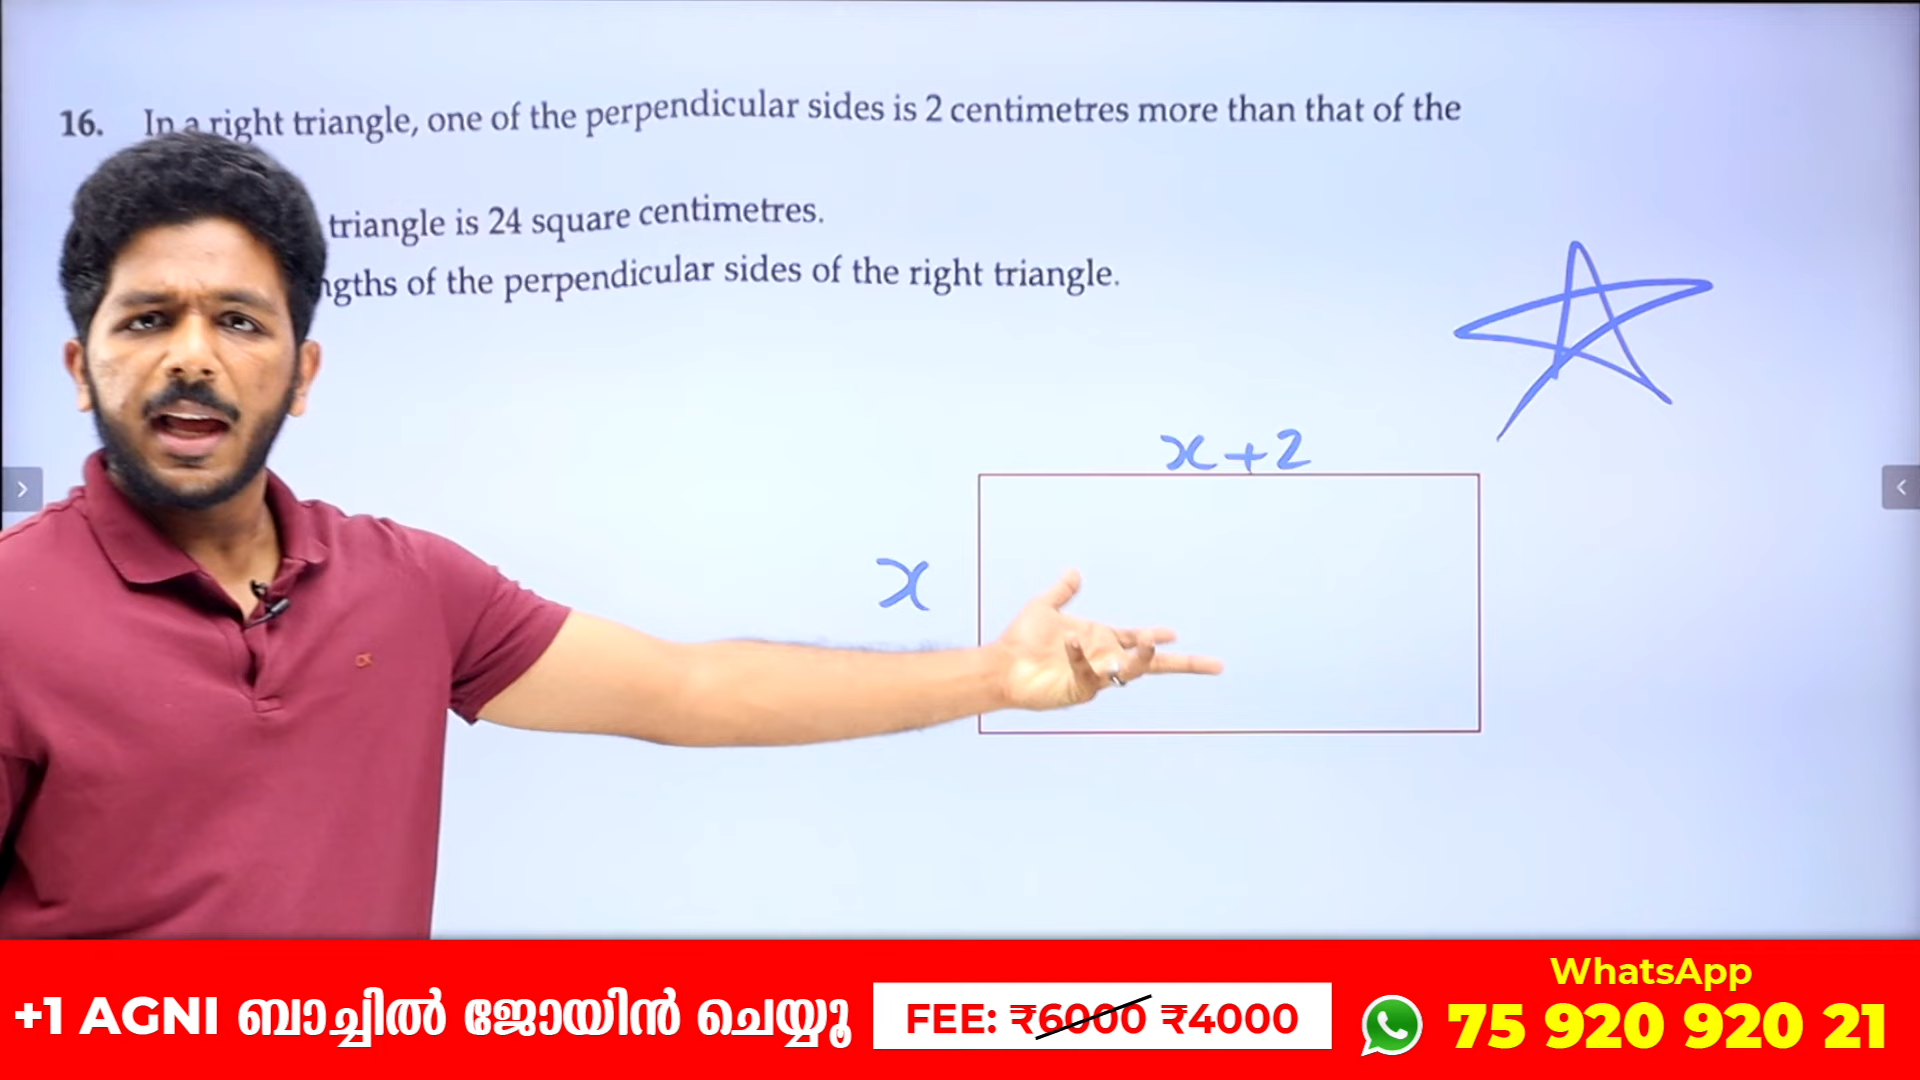 16. In a right triangle, one of the perpendicular sides is 2 centimetres more than that of the
triangle is 24 square centimetres.
of the perpendicular sides of the right triangle.
x+2
x
+1 AGNI ബാച്ചിൽ ജോയിൻ ചെയ്യൂ
FEE: ₹6000 ₹4000
WhatsApp
75 920 920 21